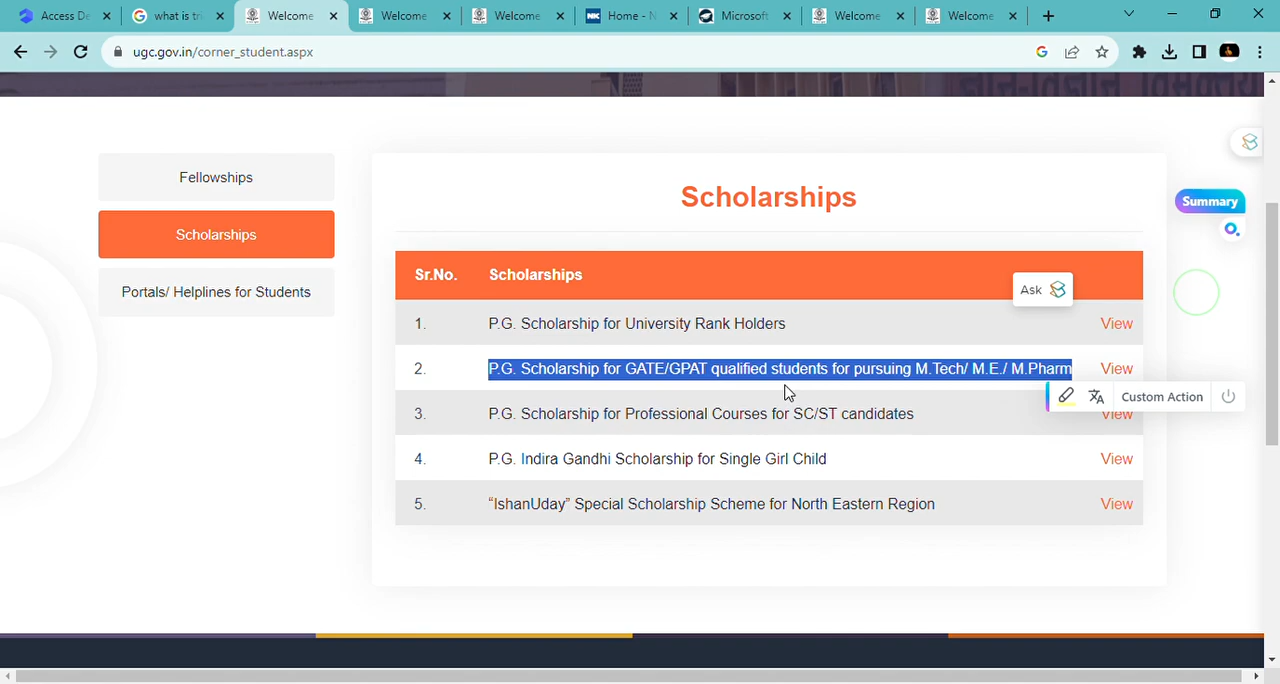 Access De
what is tri
Welcome
Welcome
Welcome
Home - N
Microsoft
Welcome
Welcome
ugc.gov.in/corner_student.aspx
Fellowships
Scholarships
Portals/ Helplines for Students
Scholarships
Summary
Sr.No. Scholarships
Ask
1. P.G. Scholarship for University Rank Holders View
2. P.G. Scholarship for GATE/GPAT qualified students for pursuing M.Tech/ M.E./ M.Pharm View
Custom Action
3. P.G. Scholarship for Professional Courses for SC/ST candidates View
4. P.G. Indira Gandhi Scholarship for Single Girl Child View
5. “IshanUday” Special Scholarship Scheme for North Eastern Region View